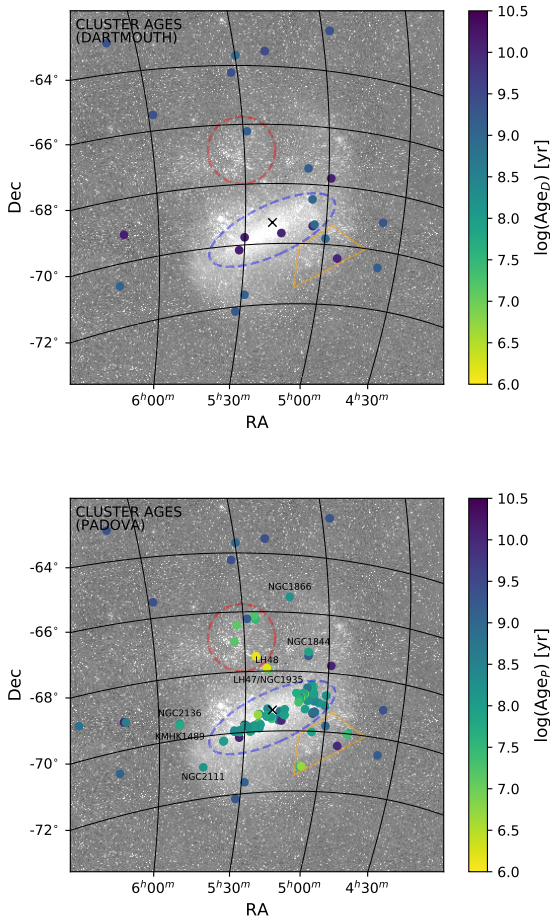 CLUSTER AGES
(DARTMOUTH)
-64°
-66°
-68°
-70°
-72°
Dec
6ʰ00ᵐ
5ʰ30ᵐ
5ʰ00ᵐ
4ʰ30ᵐ
RA
10.5
10.0
9.5
9.0
8.5
8.0
7.5
7.0
6.5
6.0
log(Age_D) [yr]
CLUSTER AGES
(PADOVA)
NGC1866
NGC1844
LH48
LH47/NGC1935
NGC2136
KMHK1489
NGC2111
-64°
-66°
-68°
-70°
-72°
Dec
6ʰ00ᵐ
5ʰ30ᵐ
5ʰ00ᵐ
4ʰ30ᵐ
RA
10.5
10.0
9.5
9.0
8.5
8.0
7.5
7.0
6.5
6.0
log(Age_P) [yr]